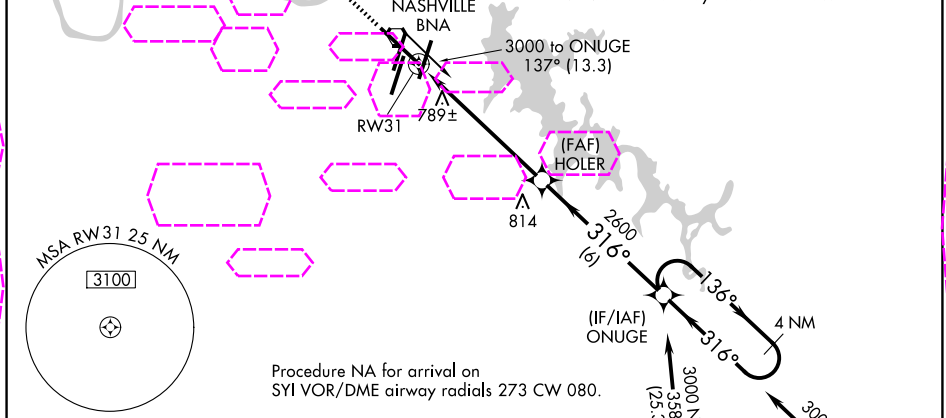 NASHVILLE
BNA
3000 to ONUGE
137° (13.3)
RW31
789±
(FAF)
HOLER
814
2600
316°
(6)
MSA RW31 25 NM
3100
136°
(IF/IAF)
ONUGE
4 NM
316°
Procedure NA for arrival on
SYI VOR/DME airway radials 273 CW 080.
3000 N